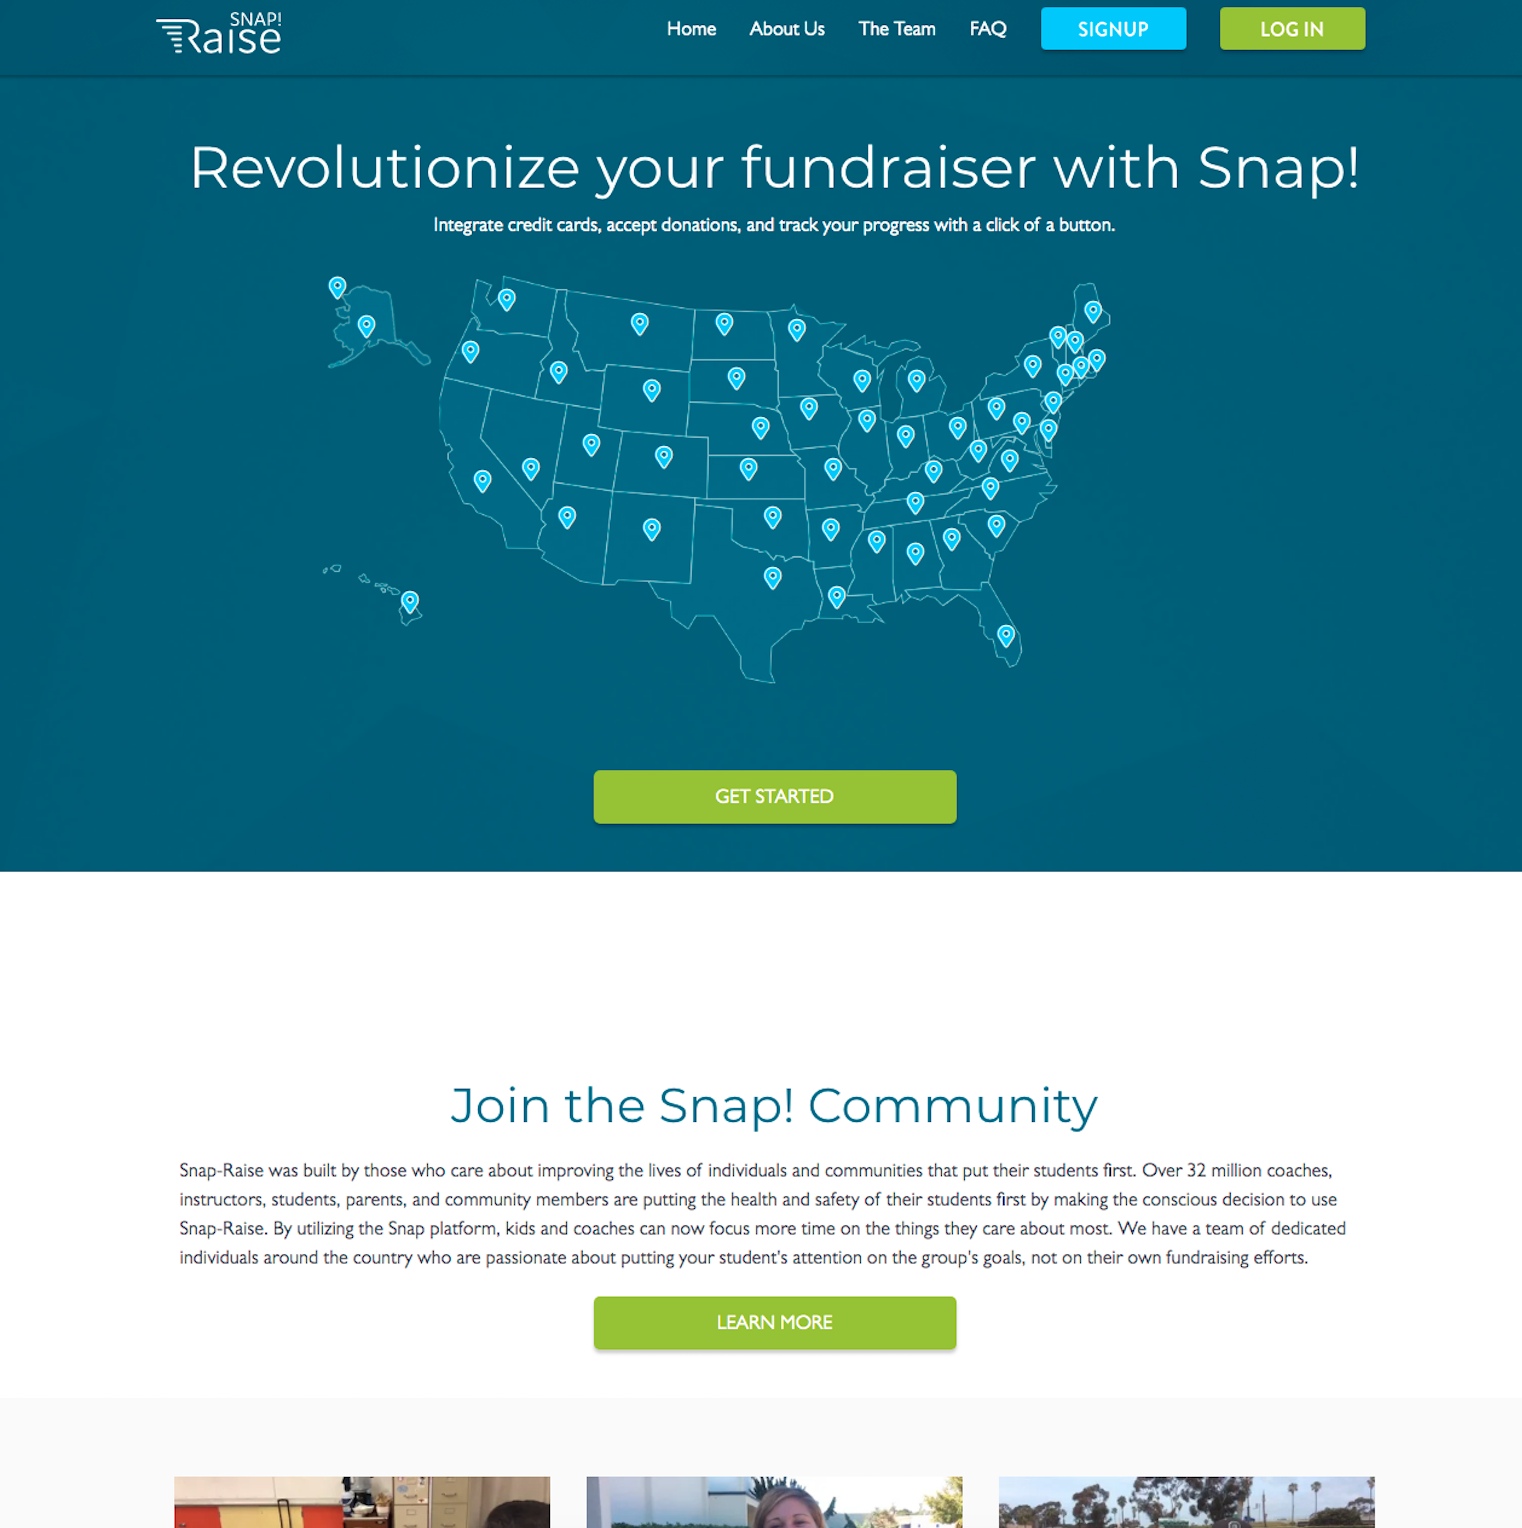 SNAP!
Raise
Home About Us The Team FAQ SIGNUP LOG IN
Revolutionize your fundraiser with Snap!
Integrate credit cards, accept donations, and track your progress with a click of a button.
GET STARTED
Join the Snap! Community
Snap-Raise was built by those who care about improving the lives of individuals and communities that put their students first. Over 32 million coaches,
instructors, students, parents, and community members are putting the health and safety of their students first by making the conscious decision to use
Snap-Raise. By utilizing the Snap platform, kids and coaches can now focus more time on the things they care about most. We have a team of dedicated
individuals around the country who are passionate about putting your student's attention on the group's goals, not on their own fundraising efforts.
LEARN MORE